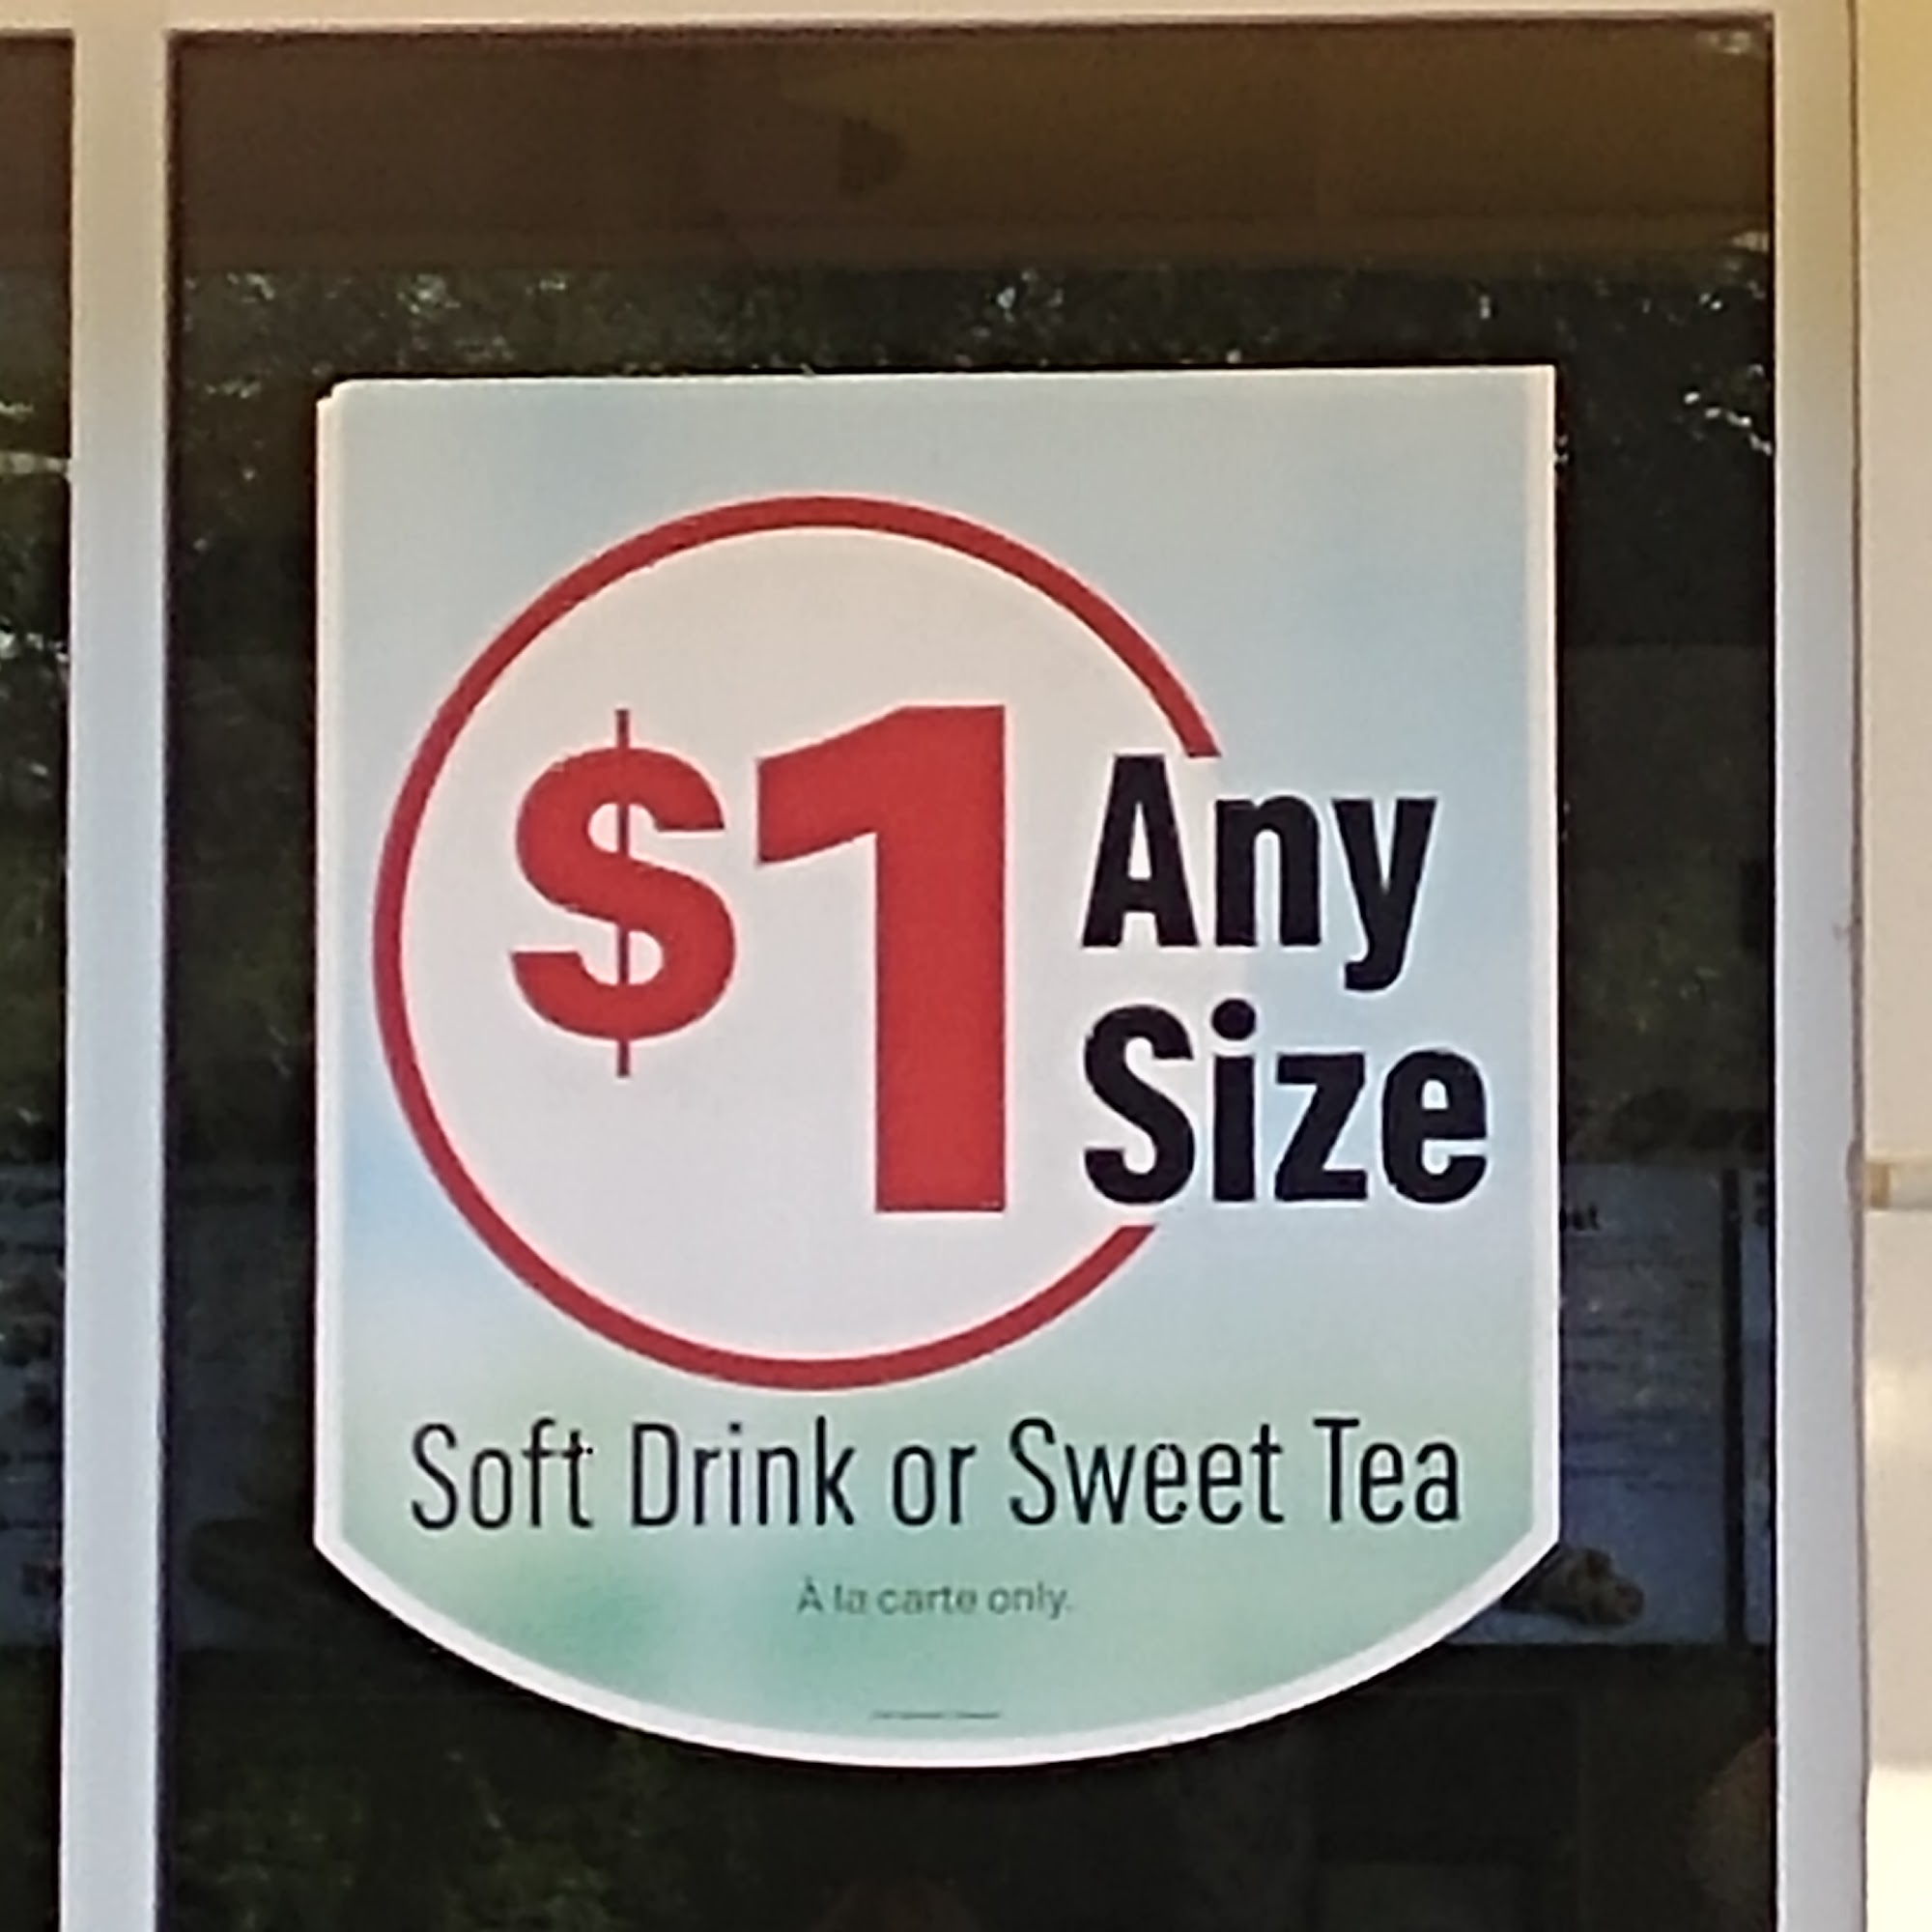 $1
Any
Size
Soft Drink or Sweet Tea
À la carte only.